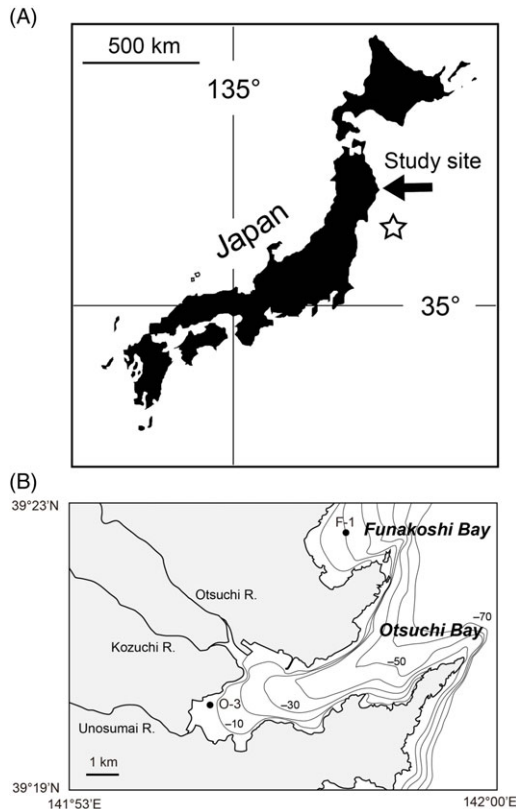 (A)
500 km
135°
Study site
Japan
35°
(B)
39°23'N
F-1
Funakoshi Bay
Otsuchi R.
Otsuchi Bay
–70
Kozuchi R.
–50
O-3
–30
Unosumai R.
–10
1 km
39°19'N
141°53'E
142°00'E